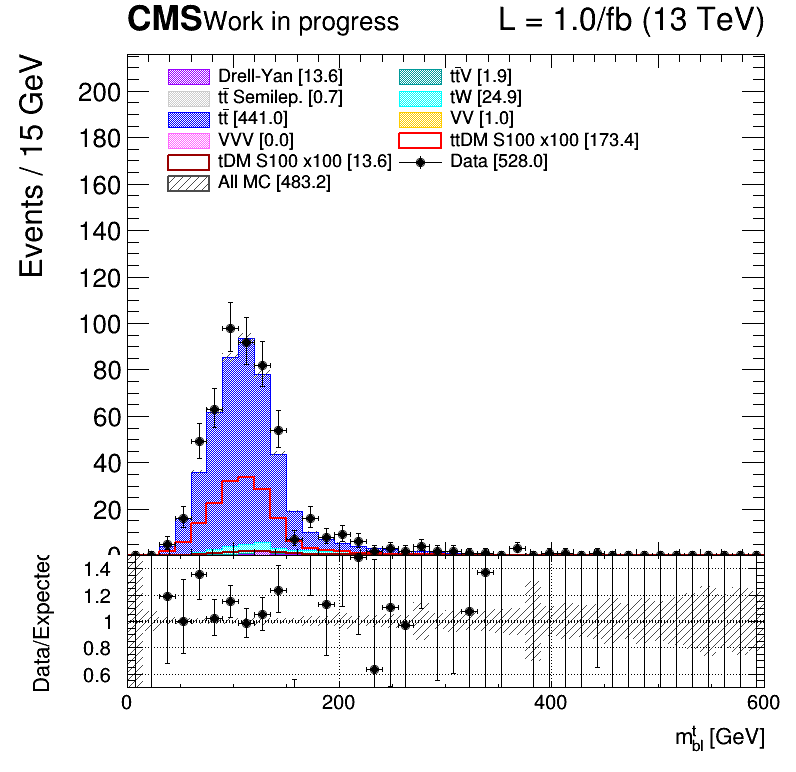 CMS Work in progress L = 1.0/fb (13 TeV)
Events / 15 GeV
Drell-Yan [13.6] tt̄V [1.9]
tt̄ Semilep. [0.7] tW [24.9]
tt̄ [441.0] VV [1.0]
VVV [0.0] ttDM S100 x100 [173.4]
tDM S100 x100 [13.6] Data [528.0]
All MC [483.2]
200
180
160
140
120
100
80
60
40
20
0
Data/Expected
1.4
1.2
1
0.8
0.6
0 200 400 600
m^t_bl [GeV]